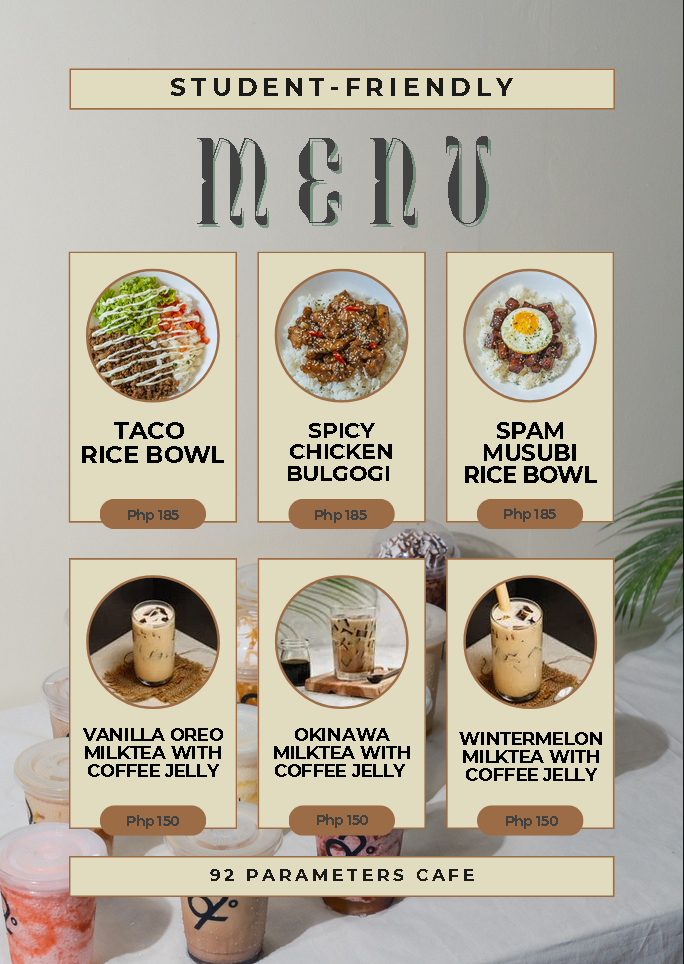 STUDENT-FRIENDLY
MENU
TACO
RICE BOWL
Php 185
SPICY
CHICKEN
BULGOGI
Php 185
SPAM
MUSUBI
RICE BOWL
Php 185
VANILLA OREO
MILKTEA WITH
COFFEE JELLY
Php 150
OKINAWA
MILKTEA WITH
COFFEE JELLY
Php 150
WINTERMELON
MILKTEA WITH
COFFEE JELLY
Php 150
92 PARAMETERS CAFE